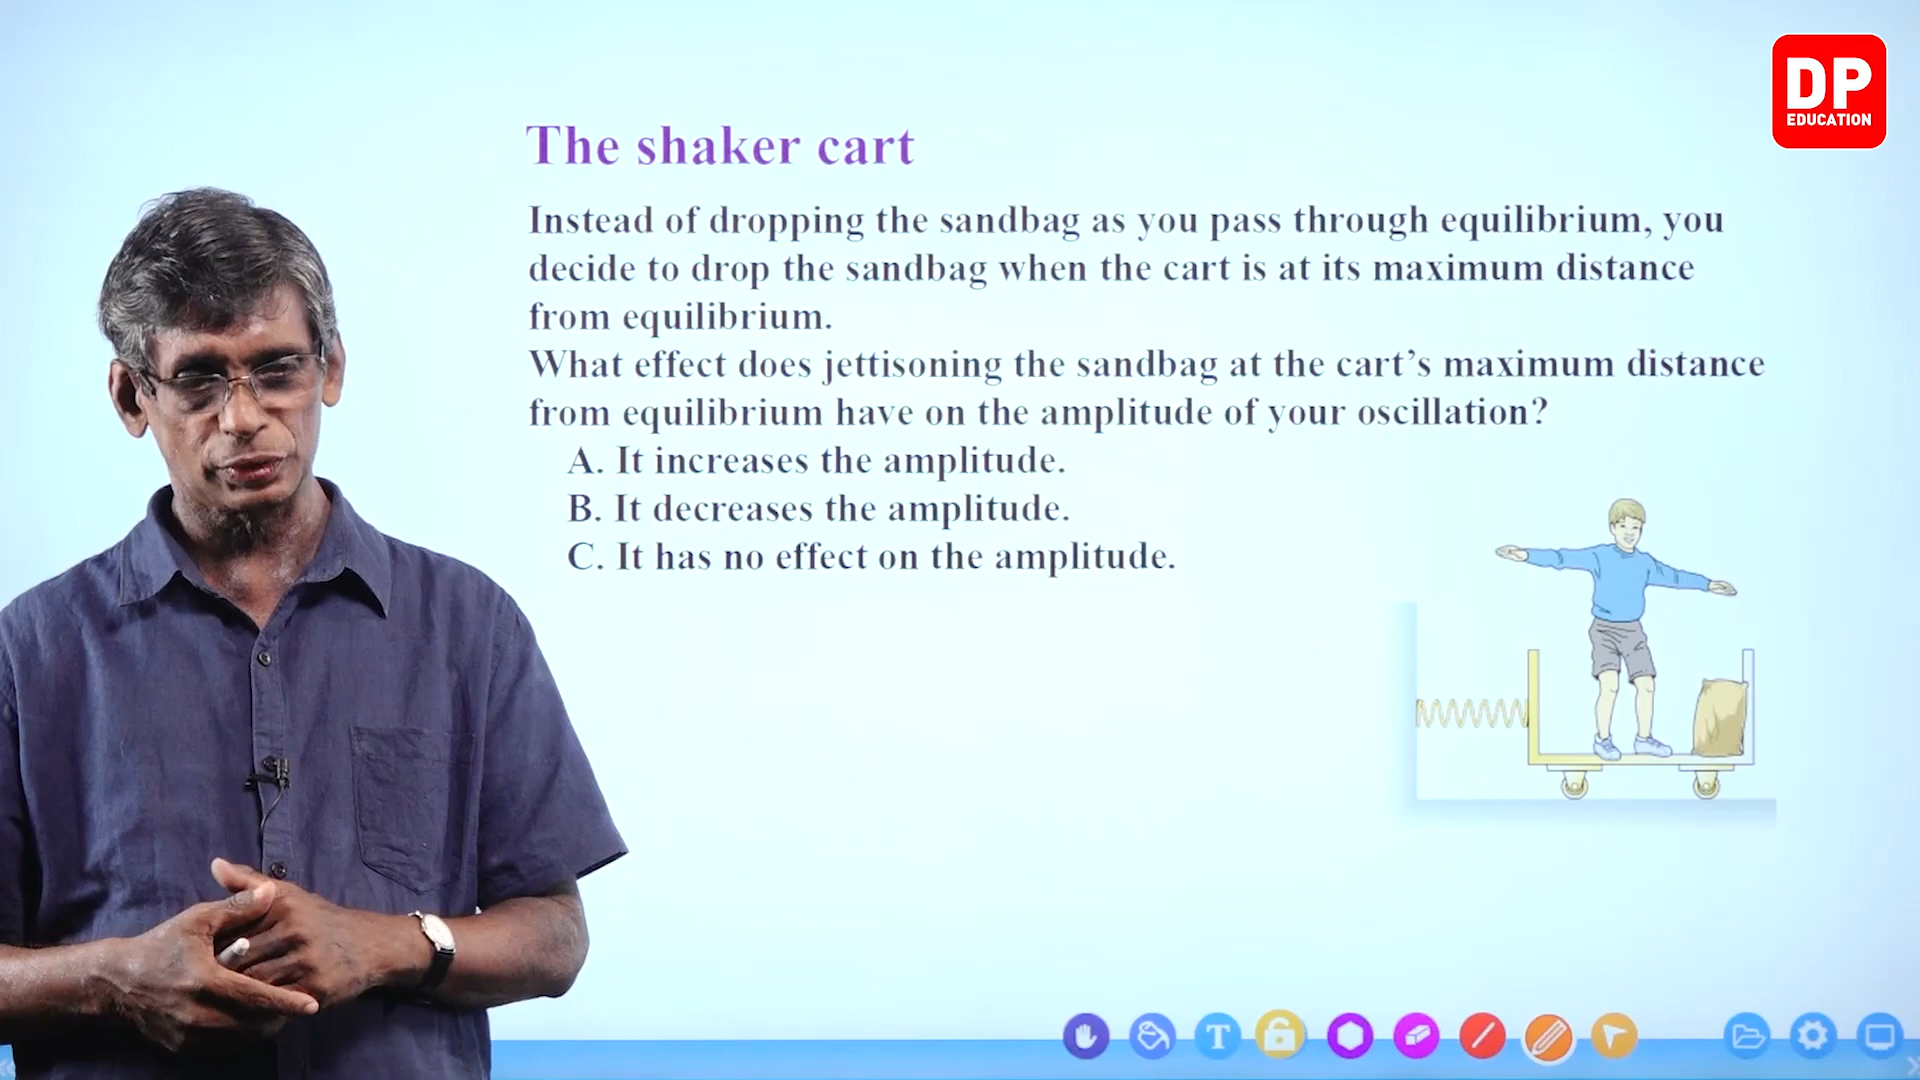 DP
EDUCATION
The shaker cart
Instead of dropping the sandbag as you pass through equilibrium, you
decide to drop the sandbag when the cart is at its maximum distance
from equilibrium.
What effect does jettisoning the sandbag at the cart’s maximum distance
from equilibrium have on the amplitude of your oscillation?
A. It increases the amplitude.
B. It decreases the amplitude.
C. It has no effect on the amplitude.
T